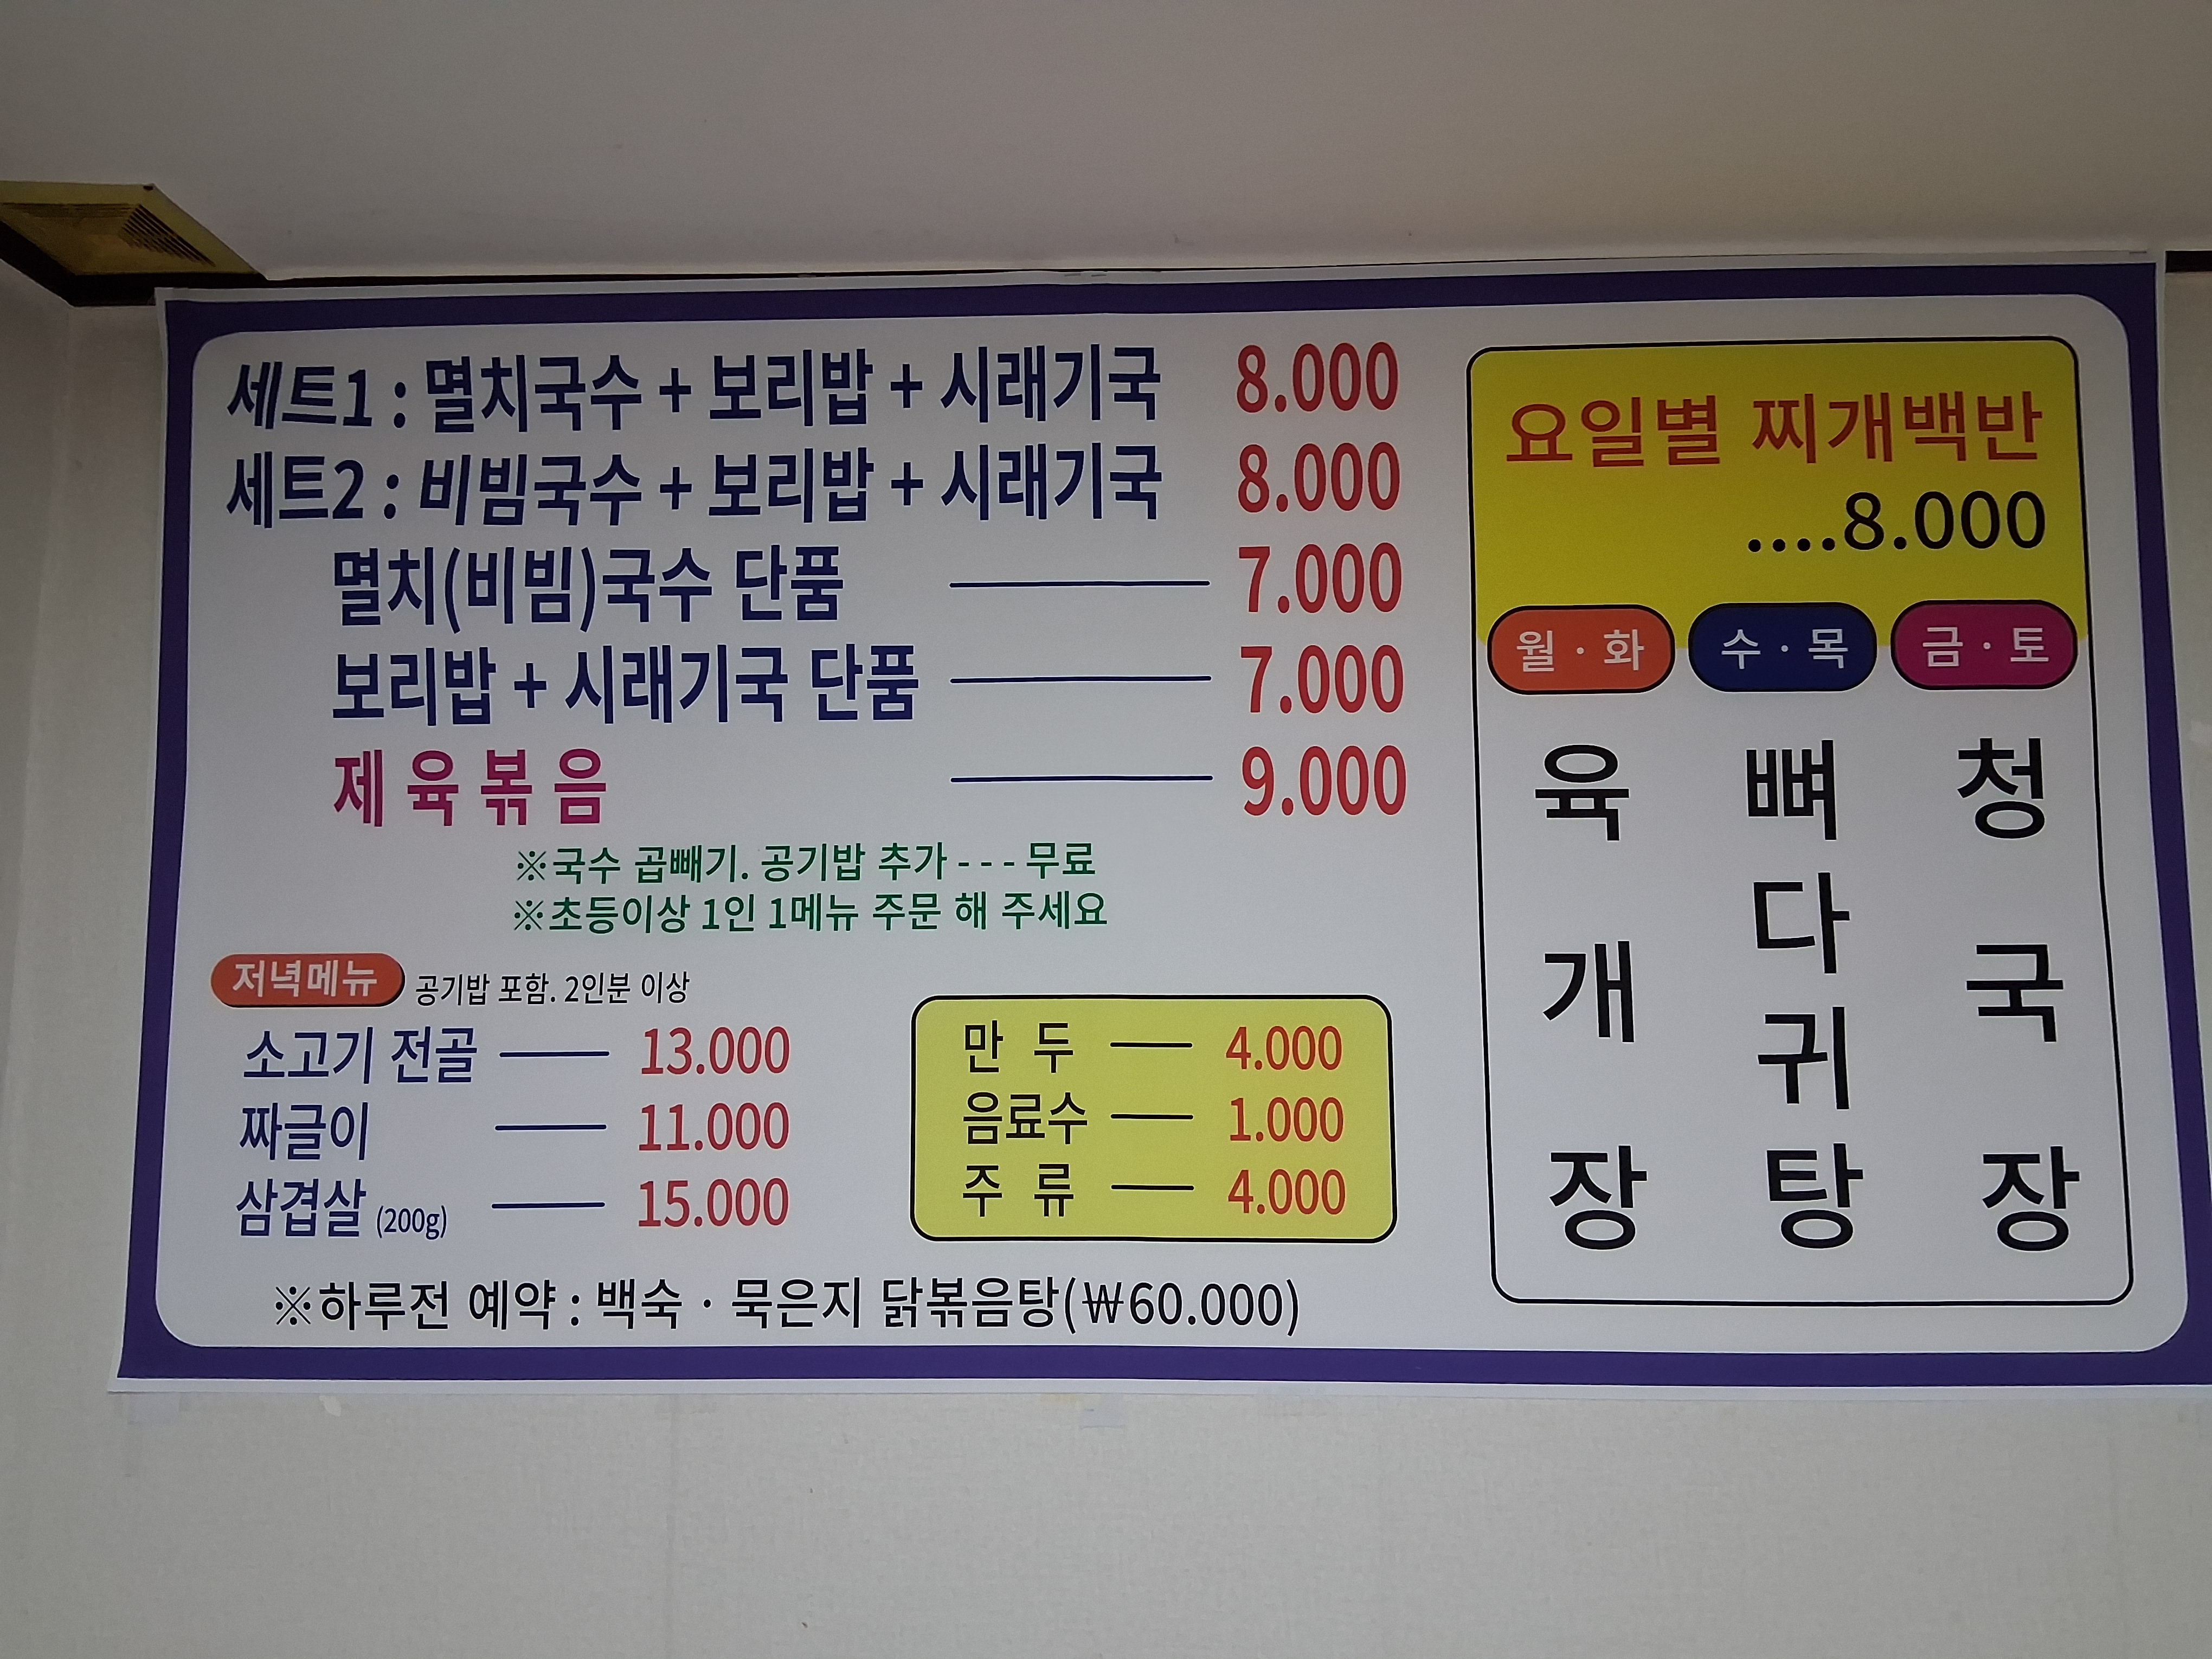 세트1 : 멸치국수 + 보리밥 + 시래기국 8.000
세트2 : 비빔국수 + 보리밥 + 시래기국 8.000
멸치(비빔)국수 단품 ─── 7.000
보리밥 + 시래기국 단품 ─── 7.000
제육볶음 ─── 9.000
※국수 곱빼기. 공기밥 추가 - - - 무료
※초등이상 1인 1메뉴 주문 해 주세요
저녁메뉴 공기밥 포함. 2인분 이상
소고기 전골 ─── 13.000
짜글이 ─── 11.000
삼겹살 (200g) ─── 15.000
만 두 ─── 4.000
음료수 ─── 1.000
주 류 ─── 4.000
※하루전 예약 : 백숙 · 묵은지 닭볶음탕(₩60.000)
요일별 찌개백반
....8.000
월 · 화
육개장
수 · 목
뼈다귀탕
금 · 토
청국장